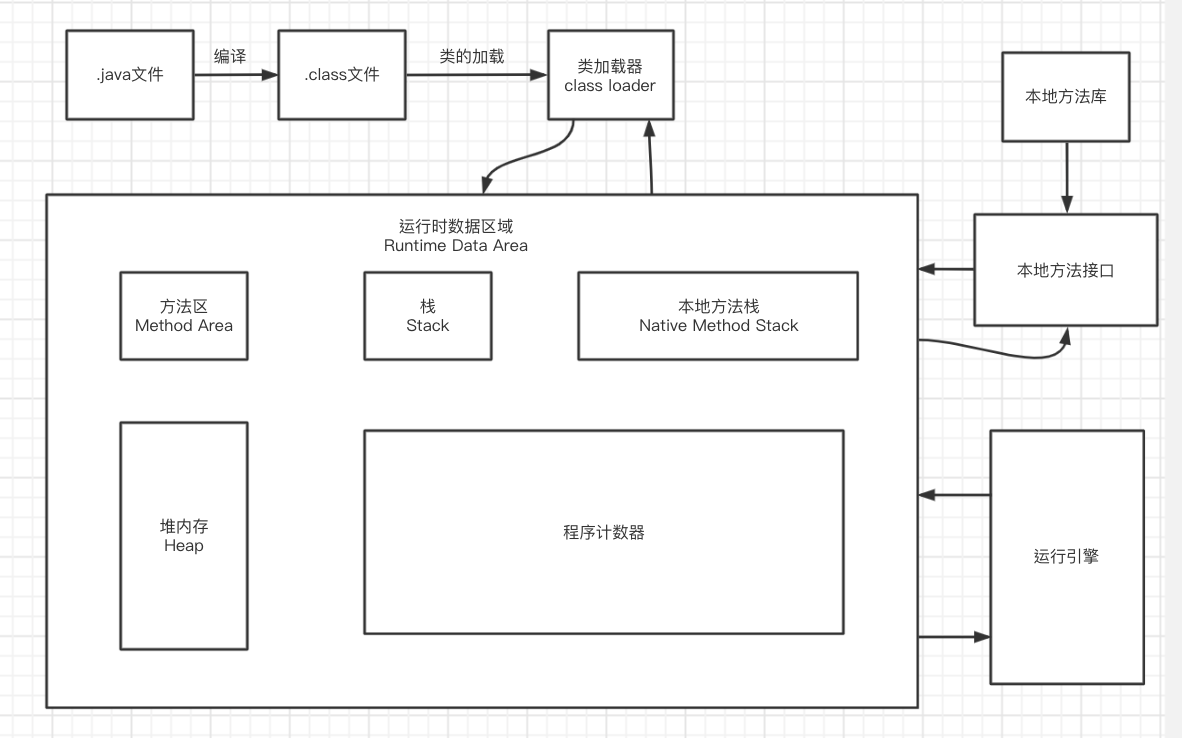 .java文件
编译
.class文件
类的加载
类加载器
class loader
本地方法库
运行时数据区域
Runtime Data Area
方法区
Method Area
栈
Stack
本地方法栈
Native Method Stack
本地方法接口
堆内存
Heap
程序计数器
运行引擎